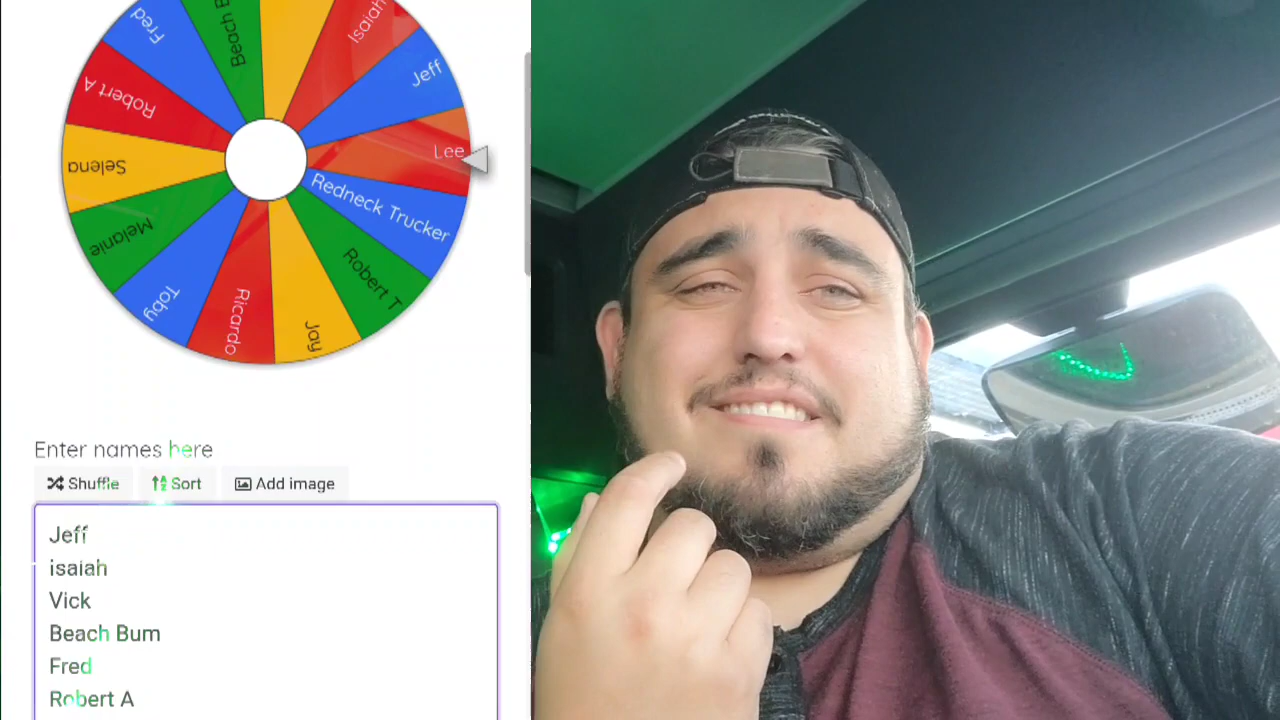 Fred
Beach B
Isaiah
Jeff
Robert A
Lee
Selena
Redneck Trucker
Melanie
Robert T
Toby
Ricardo
Jay
Enter names here
Shuffle Sort Add image
Jeff
isaiah
Vick
Beach Bum
Fred
Robert A